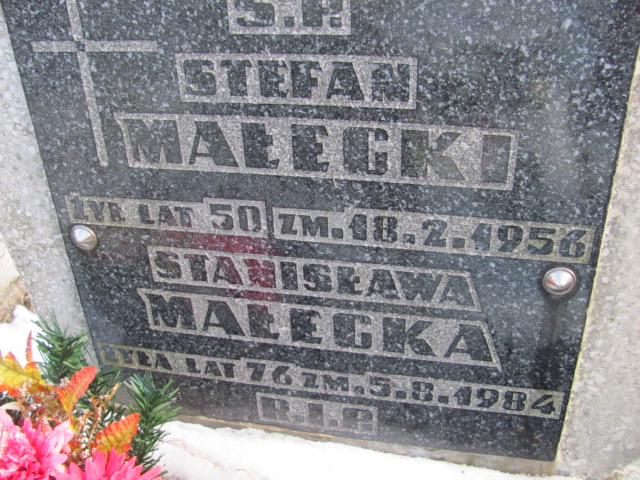 Ś.P.
STEFAN
MAŁECKI
ŻYŁ LAT 50 ZM. 18.2.1956
STANISŁAWA
MAŁECKA
ŻYŁA LAT 76 ZM. 5.8.1984
R.I.P.